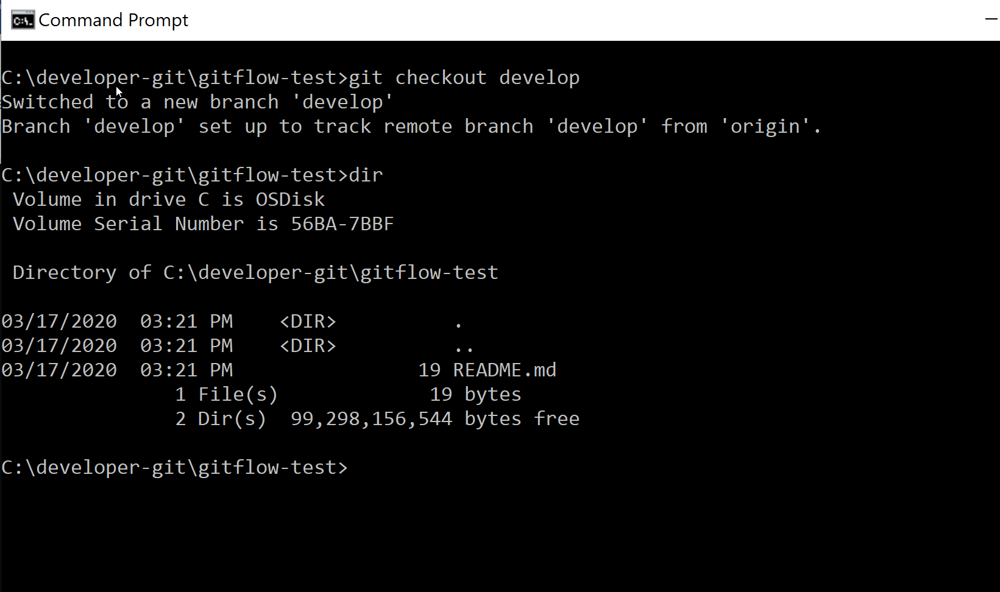 Command Prompt
C:\developer-git\gitflow-test>git checkout develop
Switched to a new branch 'develop'
Branch 'develop' set up to track remote branch 'develop' from 'origin'.
C:\developer-git\gitflow-test>dir
 Volume in drive C is OSDisk
 Volume Serial Number is 56BA-7BBF
 Directory of C:\developer-git\gitflow-test
03/17/2020  03:21 PM    <DIR>          .
03/17/2020  03:21 PM    <DIR>          ..
03/17/2020  03:21 PM                19 README.md
               1 File(s)             19 bytes
               2 Dir(s)  99,298,156,544 bytes free
C:\developer-git\gitflow-test>